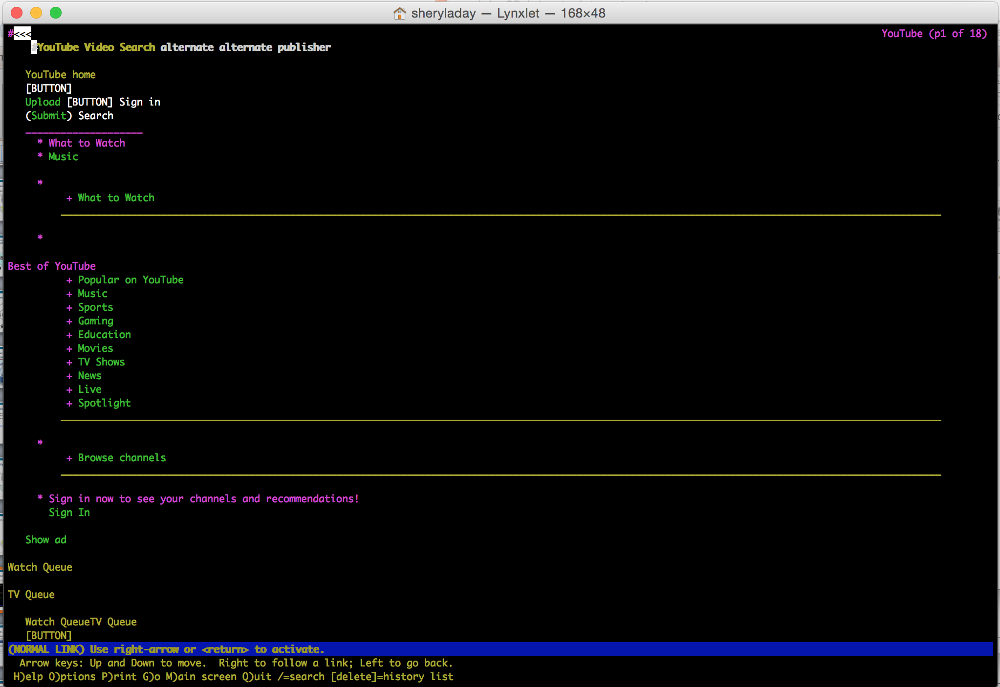 sheryladay — Lynxlet — 168×48
#<<< YouTube (p1 of 18)
#YouTube Video Search alternate alternate publisher
YouTube home
[BUTTON]
Upload [BUTTON] Sign in
(Submit) Search
____________________
* What to Watch
* Music
*
+ What to Watch
*
Best of YouTube
+ Popular on YouTube
+ Music
+ Sports
+ Gaming
+ Education
+ Movies
+ TV Shows
+ News
+ Live
+ Spotlight
*
+ Browse channels
* Sign in now to see your channels and recommendations!
Sign In
Show ad
Watch Queue
TV Queue
Watch QueueTV Queue
[BUTTON]
(NORMAL LINK) Use right-arrow or <return> to activate.
Arrow keys: Up and Down to move. Right to follow a link; Left to go back.
H)elp O)ptions P)rint G)o M)ain screen Q)uit /=search [delete]=history list